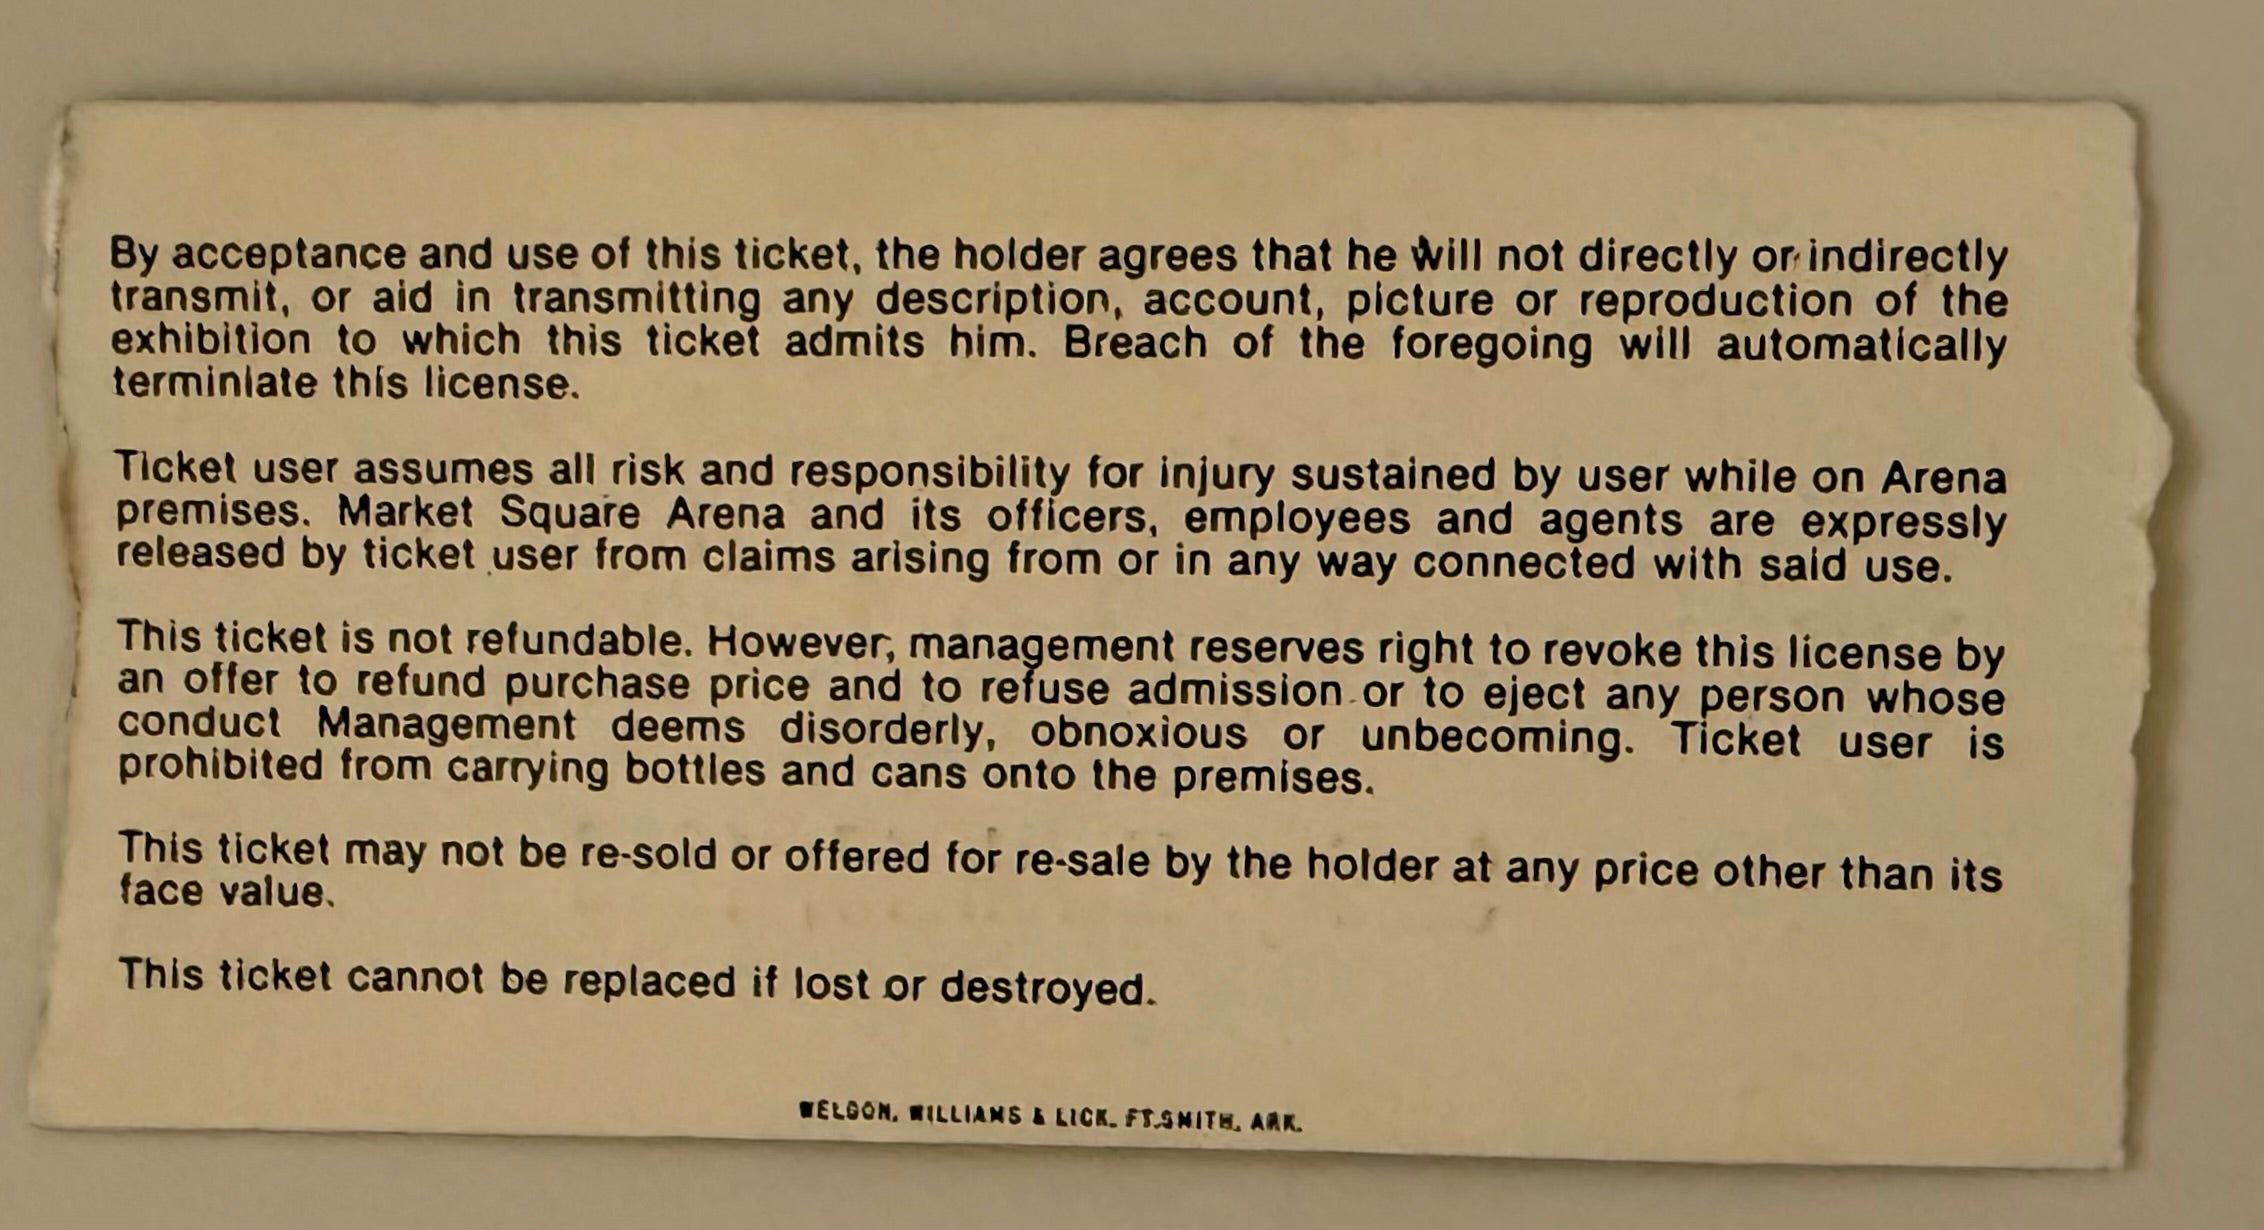 By acceptance and use of this ticket, the holder agrees that he will not directly or indirectly
transmit, or aid in transmitting any description, account, picture or reproduction of the
exhibition to which this ticket admits him. Breach of the foregoing will automatically
terminiate this license.
Ticket user assumes all risk and responsibility for injury sustained by user while on Arena
premises. Market Square Arena and its officers, employees and agents are expressly
released by ticket user from claims arising from or in any way connected with said use.
This ticket is not refundable. However, management reserves right to revoke this license by
an offer to refund purchase price and to refuse admission or to eject any person whose
conduct Management deems disorderly, obnoxious or unbecoming. Ticket user is
prohibited from carrying bottles and cans onto the premises.
This ticket may not be re-sold or offered for re-sale by the holder at any price other than its
face value.
This ticket cannot be replaced if lost or destroyed.
WELDON, WILLIAMS & LICK. FT.SMITH, ARK.